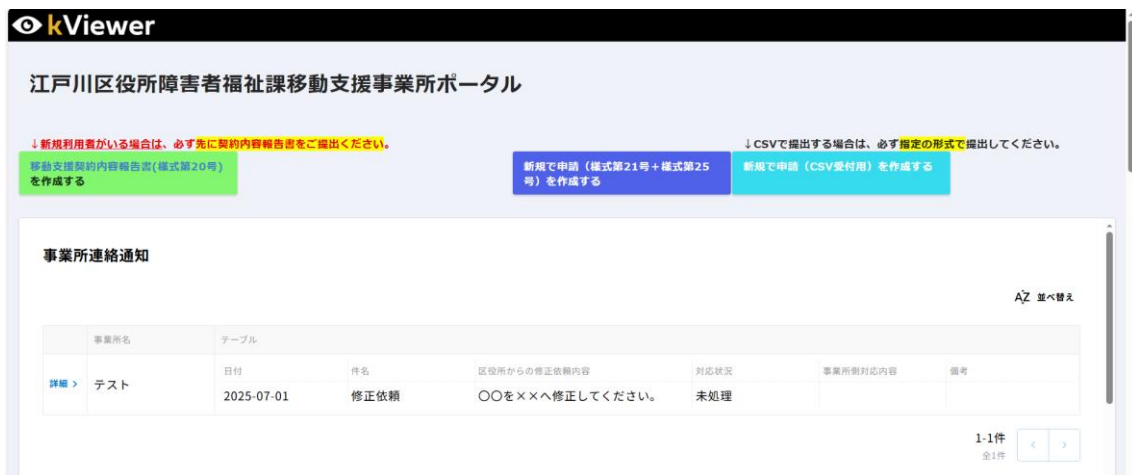 kViewer
江戸川区役所障害者福祉課移動支援事業所ポータル
↓新規利用者がいる場合は、必ず先に契約内容報告書をご提出ください。
↓CSVで提出する場合は、必ず指定の形式で提出してください。
移動支援契約内容報告書(様式第20号)
を作成する
新規で申請（様式第21号＋様式第25
号）を作成する
新規で申請（CSV受付用）を作成する
事業所連絡通知
AZ 並べ替え
事業所名 テーブル
日付 件名 区役所からの修正依頼内容 対応状況 事業所側対応内容 備考
詳細 > テスト
2025-07-01 修正依頼 〇〇を××へ修正してください。 未処理
1-1件
全1件